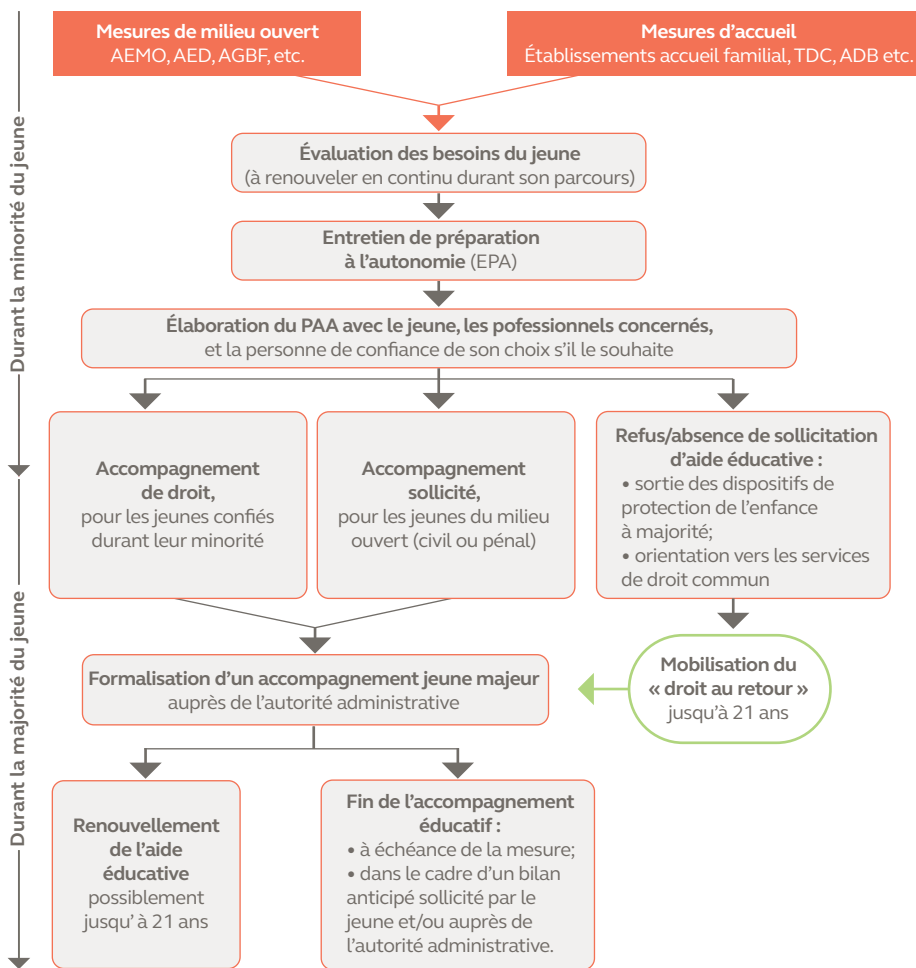 Mesures de milieu ouvert
AEMO, AED, AGBF, etc.
Mesures d'accueil
Établissements accueil familial, TDC, ADB etc.
Durant la minorité du jeune
Évaluation des besoins du jeune
(à renouveler en continu durant son parcours)
Entretien de préparation
à l'autonomie (EPA)
Élaboration du PAA avec le jeune, les pofessionnels concernés,
et la personne de confiance de son choix s'il le souhaite
Accompagnement
de droit,
pour les jeunes confiés
durant leur minorité
Accompagnement
sollicité,
pour les jeunes du milieu
ouvert (civil ou pénal)
Refus/absence de sollicitation
d'aide éducative :
• sortie des dispositifs de
protection de l'enfance
à majorité;
• orientation vers les services
de droit commun
Durant la majorité du jeune
Formalisation d'un accompagnement jeune majeur
auprès de l'autorité administrative
Mobilisation du
« droit au retour »
jusqu'à 21 ans
Renouvellement
de l'aide
éducative
possiblement
jusqu' à 21 ans
Fin de l'accompagnement
éducatif :
• à échéance de la mesure;
• dans le cadre d'un bilan
anticipé sollicité par le
jeune et/ou auprès de
l'autorité administrative.